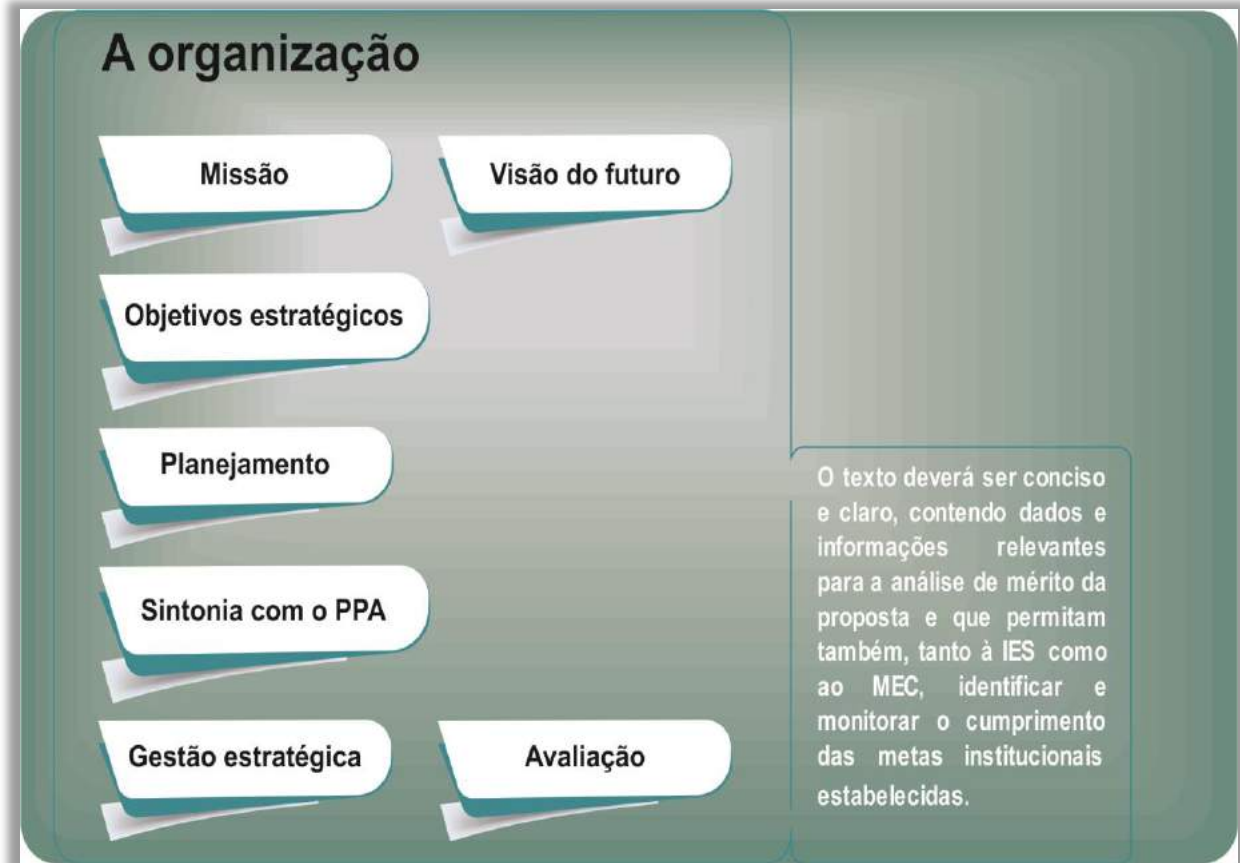 A organização
Missão
Visão do futuro
Objetivos estratégicos
Planejamento
Sintonia com o PPA
Gestão estratégica
Avaliação
O texto deverá ser conciso
e claro, contendo dados e
informações relevantes
para a análise de mérito da
proposta e que permitam
também, tanto à IES como
ao MEC, identificar e
monitorar o cumprimento
das metas institucionais
estabelecidas.